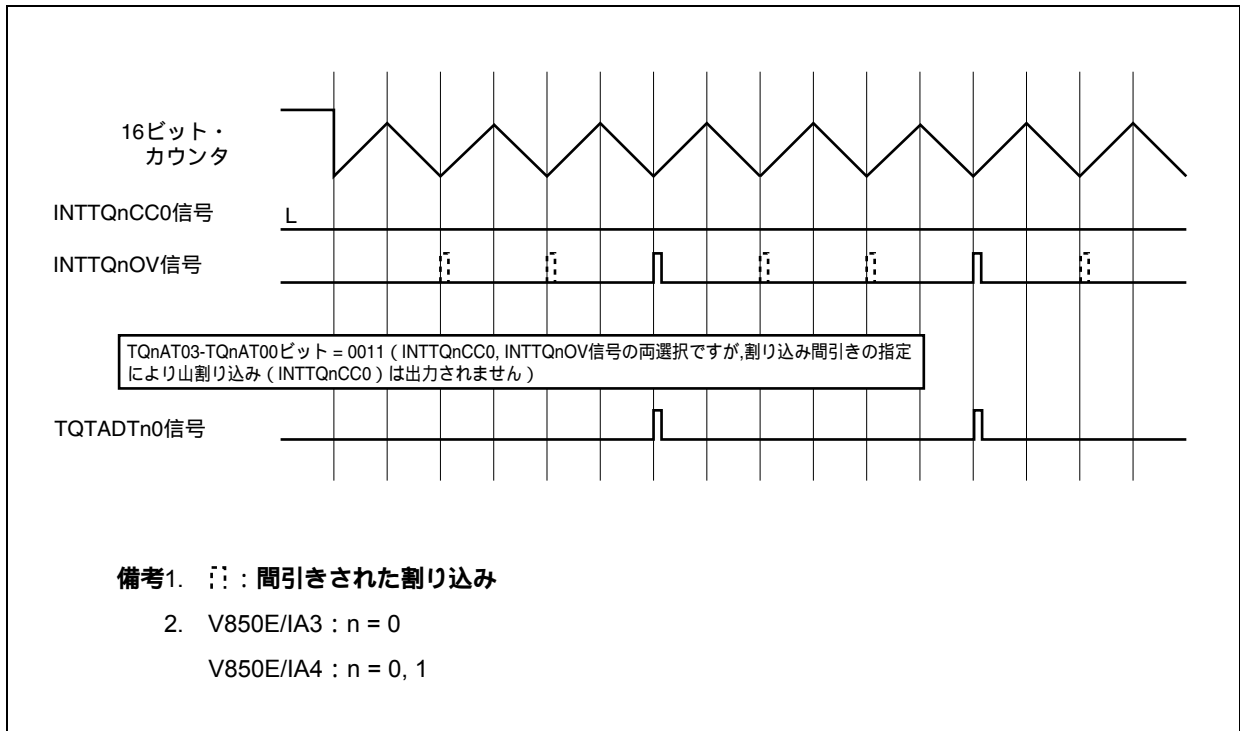 16ビット・
カウンタ
INTTQnCC0信号
L
INTTQnOV信号
TQnAT03-TQnAT00ビット = 0011（INTTQnCC0, INTTQnOV信号の両選択ですが,割り込み間引きの指定
により山割り込み（INTTQnCC0）は出力されません）
TQTADTn0信号
備考1. ：間引きされた割り込み
2. V850E/IA3：n = 0
V850E/IA4：n = 0, 1